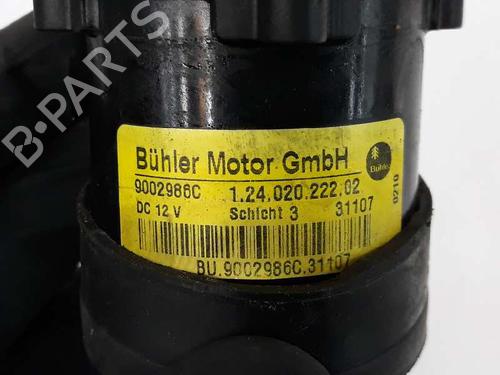 B-PARTS
Bühler Motor GmbH
Bühler
9002986C 1.24.020.222.02
DC 12 V Schicht 3 31107
0210
BU.9002986C.31107